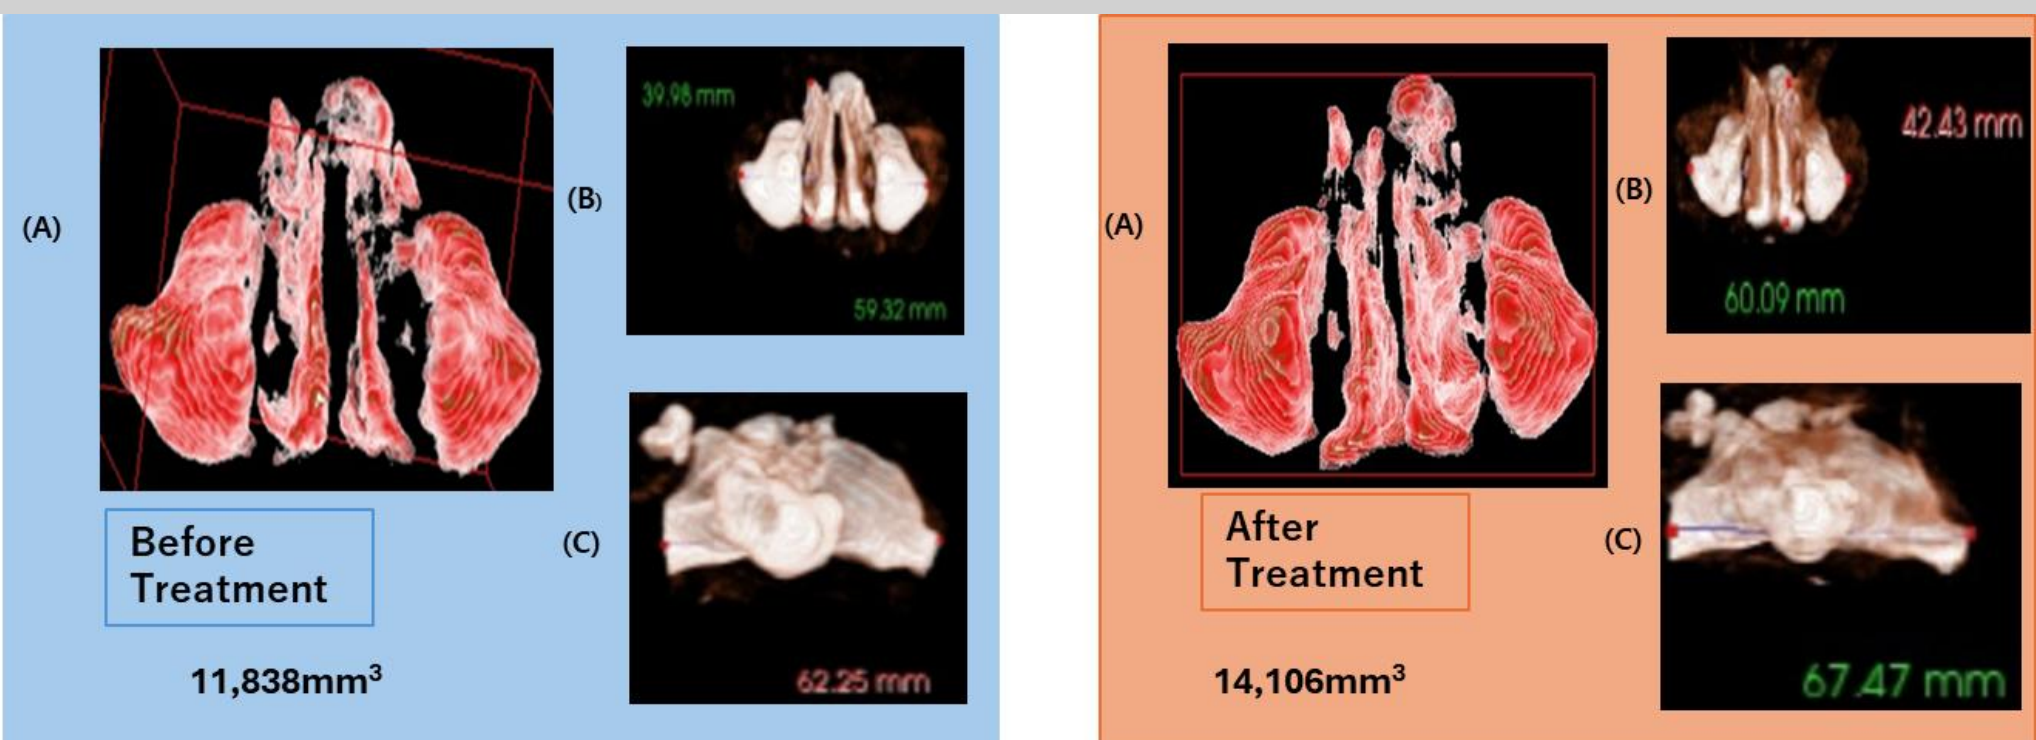 (A)
(B)
39.98 mm
59.32 mm
(C)
62.25 mm
Before
Treatment
11,838mm³
(A)
(B)
42.43 mm
60.09 mm
(C)
67.47 mm
After
Treatment
14,106mm³